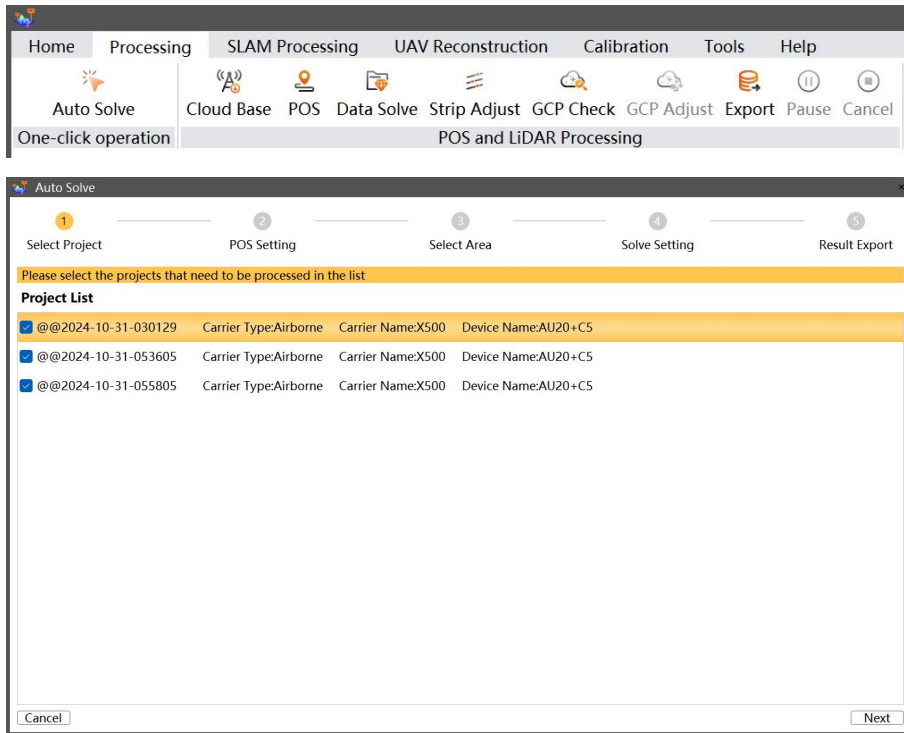 Home Processing SLAM Processing UAV Reconstruction Calibration Tools Help
Auto Solve Cloud Base POS Data Solve Strip Adjust GCP Check GCP Adjust Export Pause Cancel
One-click operation POS and LiDAR Processing
Auto Solve
1 2 3 4 5
Select Project POS Setting Select Area Solve Setting Result Export
Please select the projects that need to be processed in the list
Project List
@@2024-10-31-030129 Carrier Type:Airborne Carrier Name:X500 Device Name:AU20+C5
@@2024-10-31-053605 Carrier Type:Airborne Carrier Name:X500 Device Name:AU20+C5
@@2024-10-31-055805 Carrier Type:Airborne Carrier Name:X500 Device Name:AU20+C5
Cancel Next